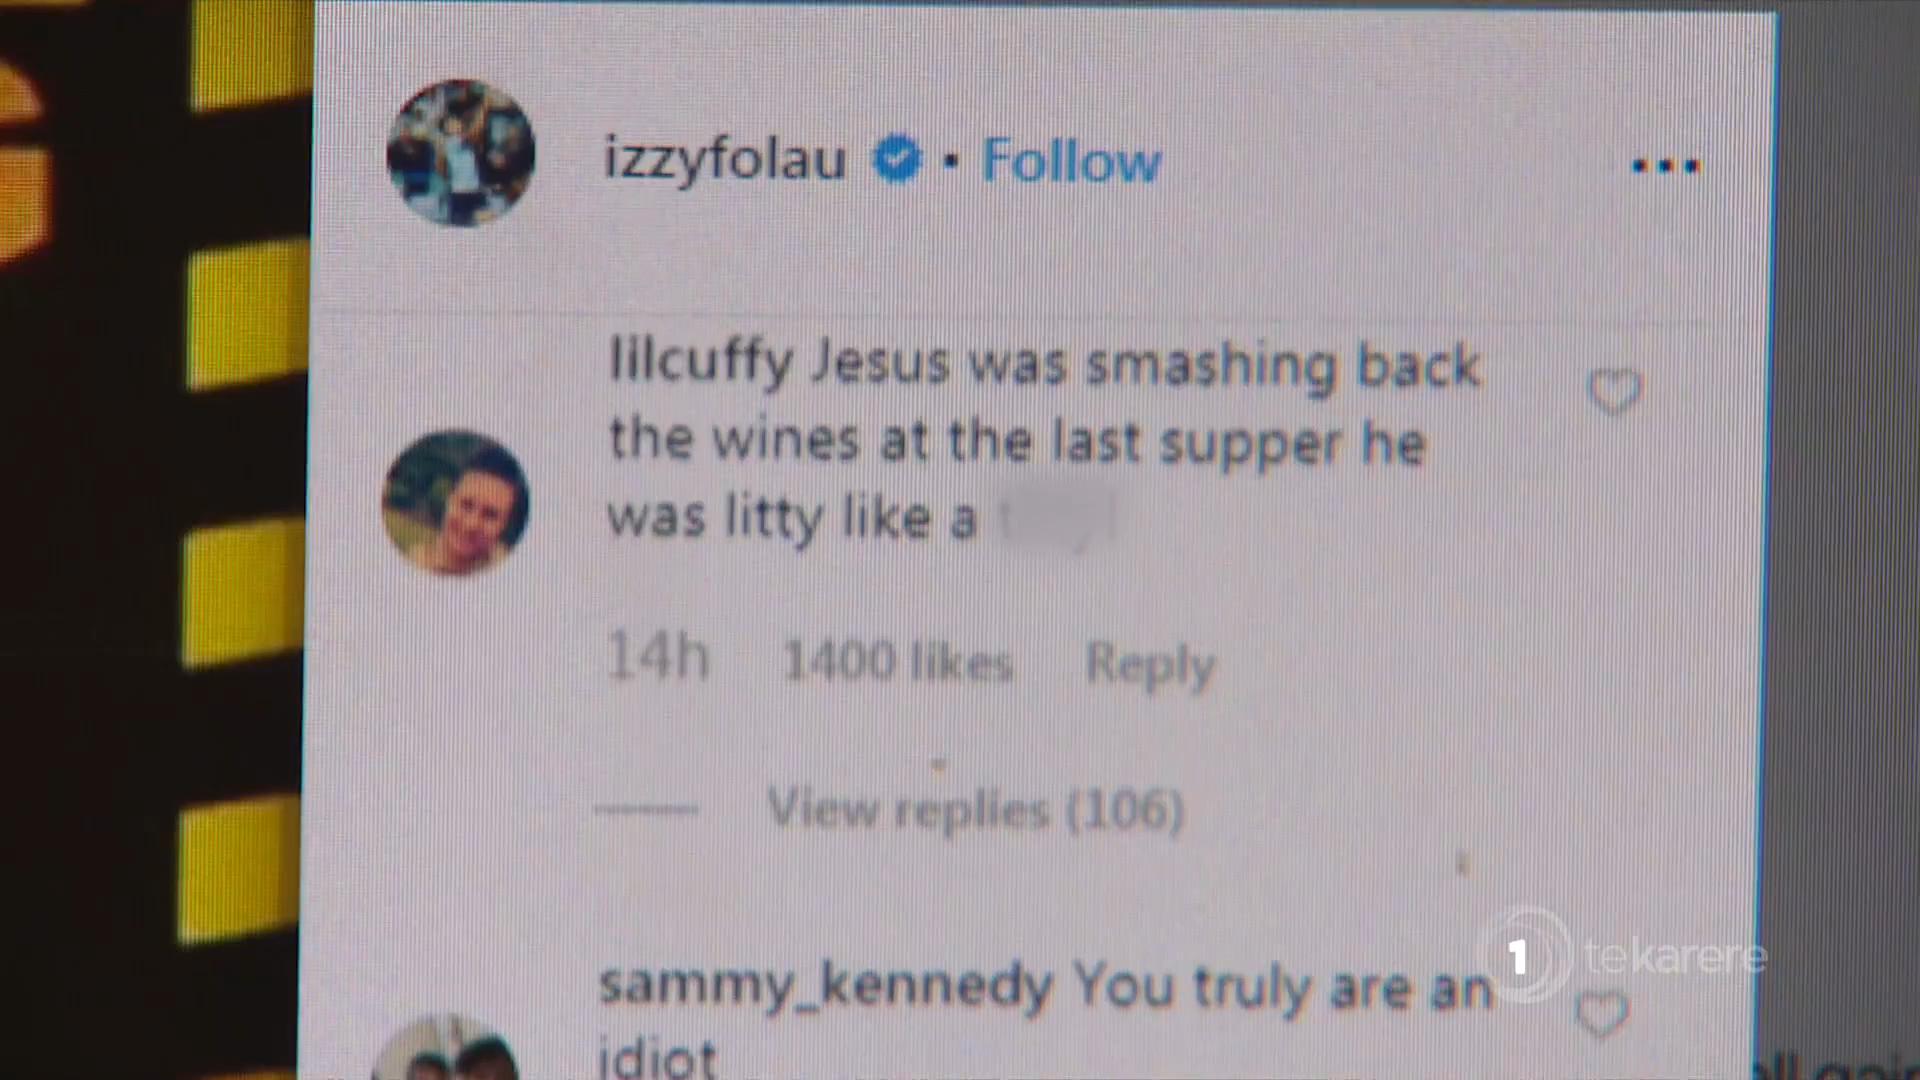 izzyfolau • Follow
lilcuffy Jesus was smashing back
the wines at the last supper he
was litty like a
14h 1400 likes Reply
View replies (106)
sammy_kennedy You truly are an
idiot
1 tekarere